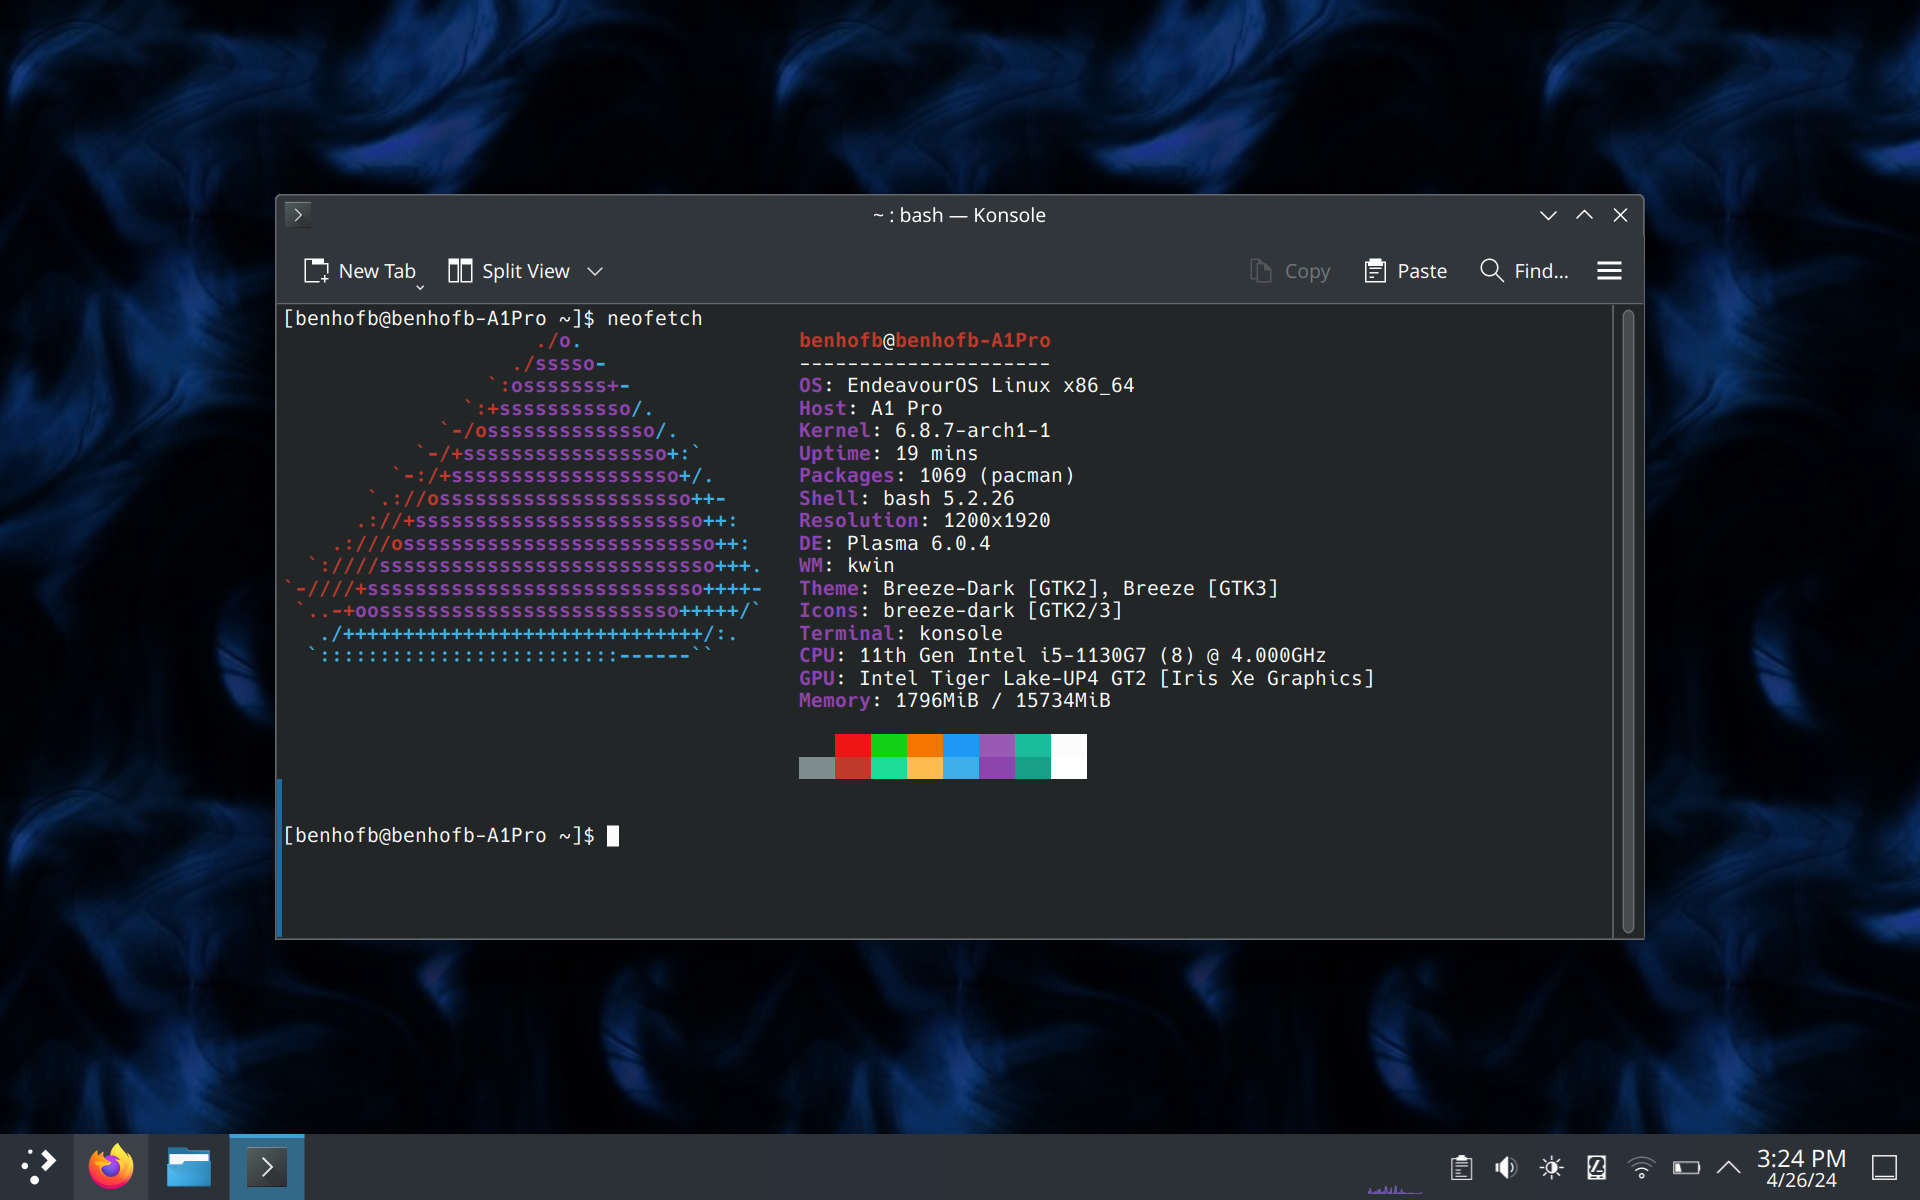 ~ : bash — Konsole
New Tab Split View Copy Paste Find...
[benhofb@benhofb-A1Pro ~]$ neofetch
./o. benhofb@benhofb-A1Pro
./sssso- ---------------------
`:osssssss+- OS: EndeavourOS Linux x86_64
`:+sssssssssso/. Host: A1 Pro
`-/ossssssssssssso/. Kernel: 6.8.7-arch1-1
`-/+sssssssssssssssso+:` Uptime: 19 mins
`-:/+sssssssssssssssssso+/. Packages: 1069 (pacman)
`.://osssssssssssssssssssso++- Shell: bash 5.2.26
.://+ssssssssssssssssssssssso++: Resolution: 1200x1920
.:///ossssssssssssssssssssssssso++: DE: Plasma 6.0.4
`:////ssssssssssssssssssssssssssso+++. WM: kwin
`-////+ssssssssssssssssssssssssssso++++- Theme: Breeze-Dark [GTK2], Breeze [GTK3]
`..-+oosssssssssssssssssssssssso+++++/` Icons: breeze-dark [GTK2/3]
./++++++++++++++++++++++++++++++/:. Terminal: konsole
`:::::::::::::::::::::::::------`` CPU: 11th Gen Intel i5-1130G7 (8) @ 4.000GHz
GPU: Intel Tiger Lake-UP4 GT2 [Iris Xe Graphics]
Memory: 1796MiB / 15734MiB
[benhofb@benhofb-A1Pro ~]$
3:24 PM
4/26/24